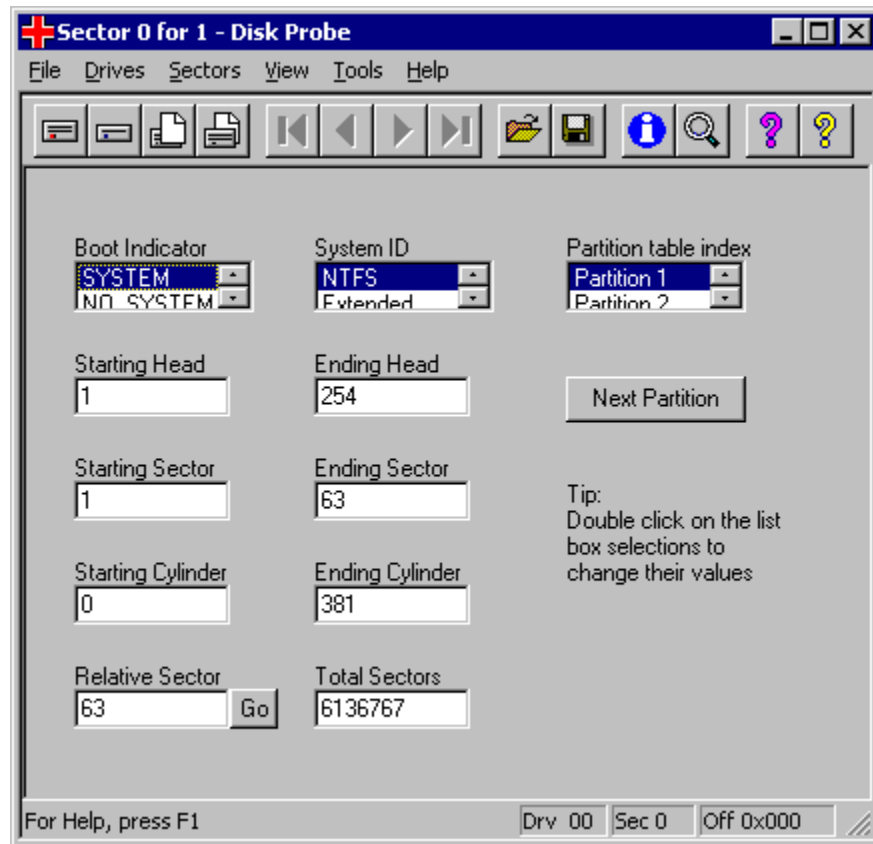 Sector 0 for 1 - Disk Probe
File Drives Sectors View Tools Help
Boot Indicator System ID Partition table index
SYSTEM NTFS Partition 1
NO_SYSTEM Extended Partition 2
Starting Head Ending Head
1 254 Next Partition
Starting Sector Ending Sector
1 63
Tip:
Double click on the list
box selections to
change their values
Starting Cylinder Ending Cylinder
0 381
Relative Sector Total Sectors
63 Go 6136767
For Help, press F1 Drv 00 Sec 0 Off 0x000